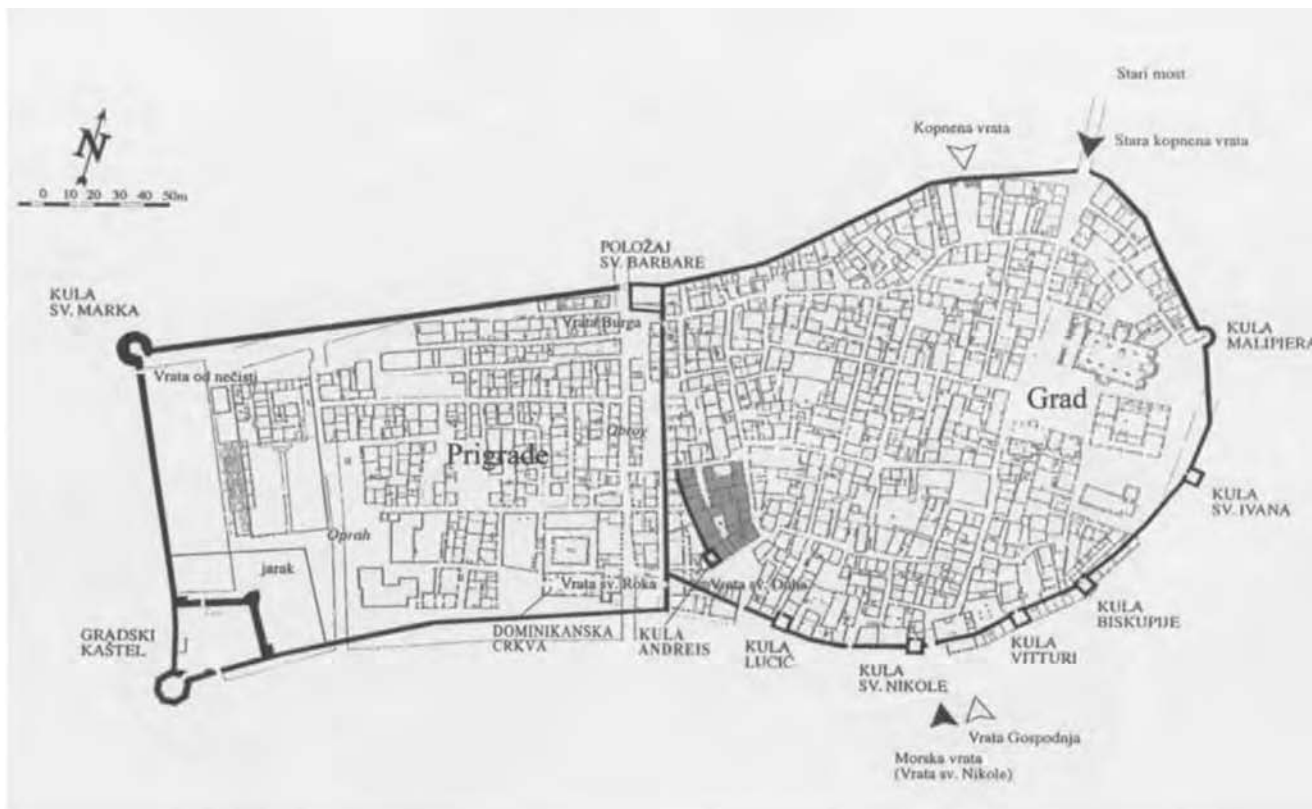 Stari most
Kopnena vrata
Stara kopnena vrata
N
0 10 20 30 40 50m
POLOŽAJ
SV. BARBARE
KULA
SV. MARKA
Vrata Burga
KULA
MALIPIERA
Vrata od nečisti
Grad
Obrov
Prigrađe
KULA
SV. IVANA
Oprah
jarak
Vrata sv. Roka
Vrata sv. Duha
KULA
BISKUPIJE
GRADSKI
KAŠTEL
DOMINIKANSKA
CRKVA
KULA
ANDREIS
KULA
LUCIĆ
KULA
VITTURI
KULA
SV. NIKOLE
Vrata Gospodnja
Morska vrata
(Vrata sv. Nikole)